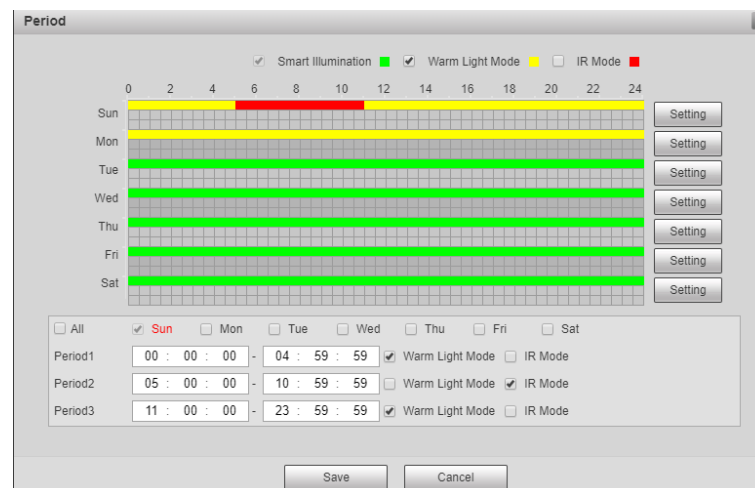 Period
Smart Illumination Warm Light Mode IR Mode
0 2 4 6 8 10 12 14 16 18 20 22 24
Sun Setting
Mon Setting
Tue Setting
Wed Setting
Thu Setting
Fri Setting
Sat Setting
All Sun Mon Tue Wed Thu Fri Sat
Period1 00 : 00 : 00 - 04 : 59 : 59 Warm Light Mode IR Mode
Period2 05 : 00 : 00 - 10 : 59 : 59 Warm Light Mode IR Mode
Period3 11 : 00 : 00 - 23 : 59 : 59 Warm Light Mode IR Mode
Save Cancel